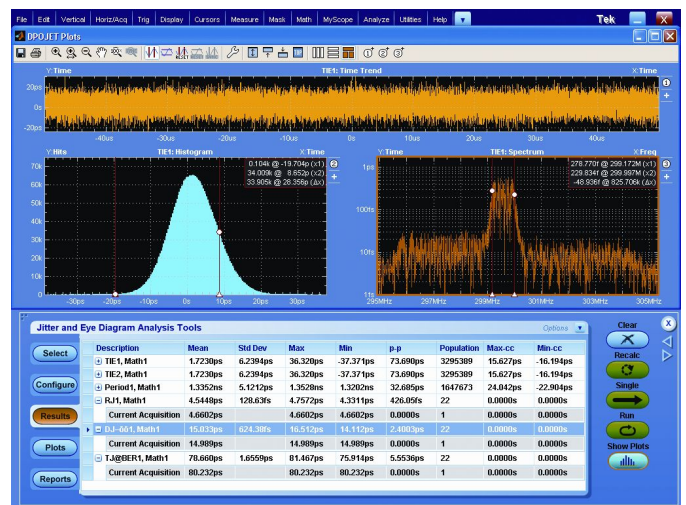 File Edit Vertical Horiz/Acq Trig Display Cursors Measure Mask Math MyScope Analyze Utilities Help Tek X
DPOJET Plots
Y:Time TIE1: Time Trend X:Time
20ps
0s
-20ps
-40us -30us -20us -10us 0s 10us 20us 30us 40us
Y:Hits TIE1: Histogram X:Time
0.104k @ -19.704p (x1)
34.009k @ 8.652p (x2)
33.905k @ 28.356p (Δx)
70k
60k
50k
40k
30k
20k
10k
0
-30ps -20ps -10ps 0s 10ps 20ps 30ps
Y:Time TIE1: Spectrum X:Freq
278.770f @ 299.172M (x1)
229.834f @ 299.997M (x2)
-48.936f @ 825.706k (Δx)
1ps
100fs
10fs
1fs
295MHz 297MHz 299MHz 301MHz 303MHz 305MHz
Jitter and Eye Diagram Analysis Tools
Options
Clear
Recalc
Single
Run
Show Plots
Select
Configure
Results
Plots
Reports
Description Mean Std Dev Max Min p-p Population Max-cc Min-cc
TIE1, Math1 1.7230ps 6.2394ps 36.320ps -37.371ps 73.690ps 3295389 15.627ps -16.194ps
TIE2, Math1 1.7230ps 6.2394ps 36.320ps -37.371ps 73.690ps 3295389 15.627ps -16.194ps
Period1, Math1 1.3352ns 5.1212ps 1.3528ns 1.3202ns 32.685ps 1647673 24.042ps -22.904ps
RJ1, Math1 4.5448ps 128.63fs 4.7572ps 4.3311ps 426.05fs 22 0.0000s 0.0000s
Current Acquisition 4.6602ps 4.6602ps 4.6602ps 0.0000s 1 0.0000s 0.0000s
DJ-δδ1, Math1 15.033ps 624.38fs 16.512ps 14.112ps 2.4003ps 22 0.0000s 0.0000s
Current Acquisition 14.989ps 14.989ps 14.989ps 0.0000s 1 0.0000s 0.0000s
TJ@BER1, Math1 78.660ps 1.6559ps 81.467ps 75.914ps 5.5536ps 22 0.0000s 0.0000s
Current Acquisition 80.232ps 80.232ps 80.232ps 0.0000s 1 0.0000s 0.0000s